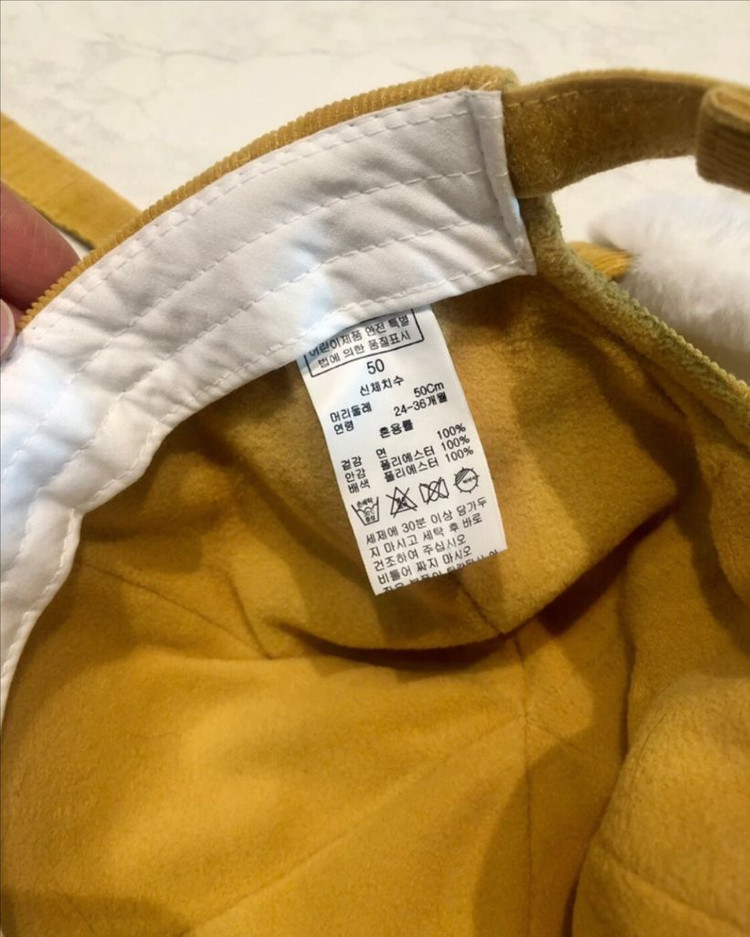 어린이제품 안전 특별
법에 의한 품질표시
50
신체치수
머리둘레 50Cm
연령 24-36개월
혼용률
겉감 면 100%
안감 폴리에스터 100%
배색 폴리에스터 100%
세제에 30분 이상 담가두
지 마시고 세탁 후 바로
건조하여 주십시오
비틀어 짜지 마시오